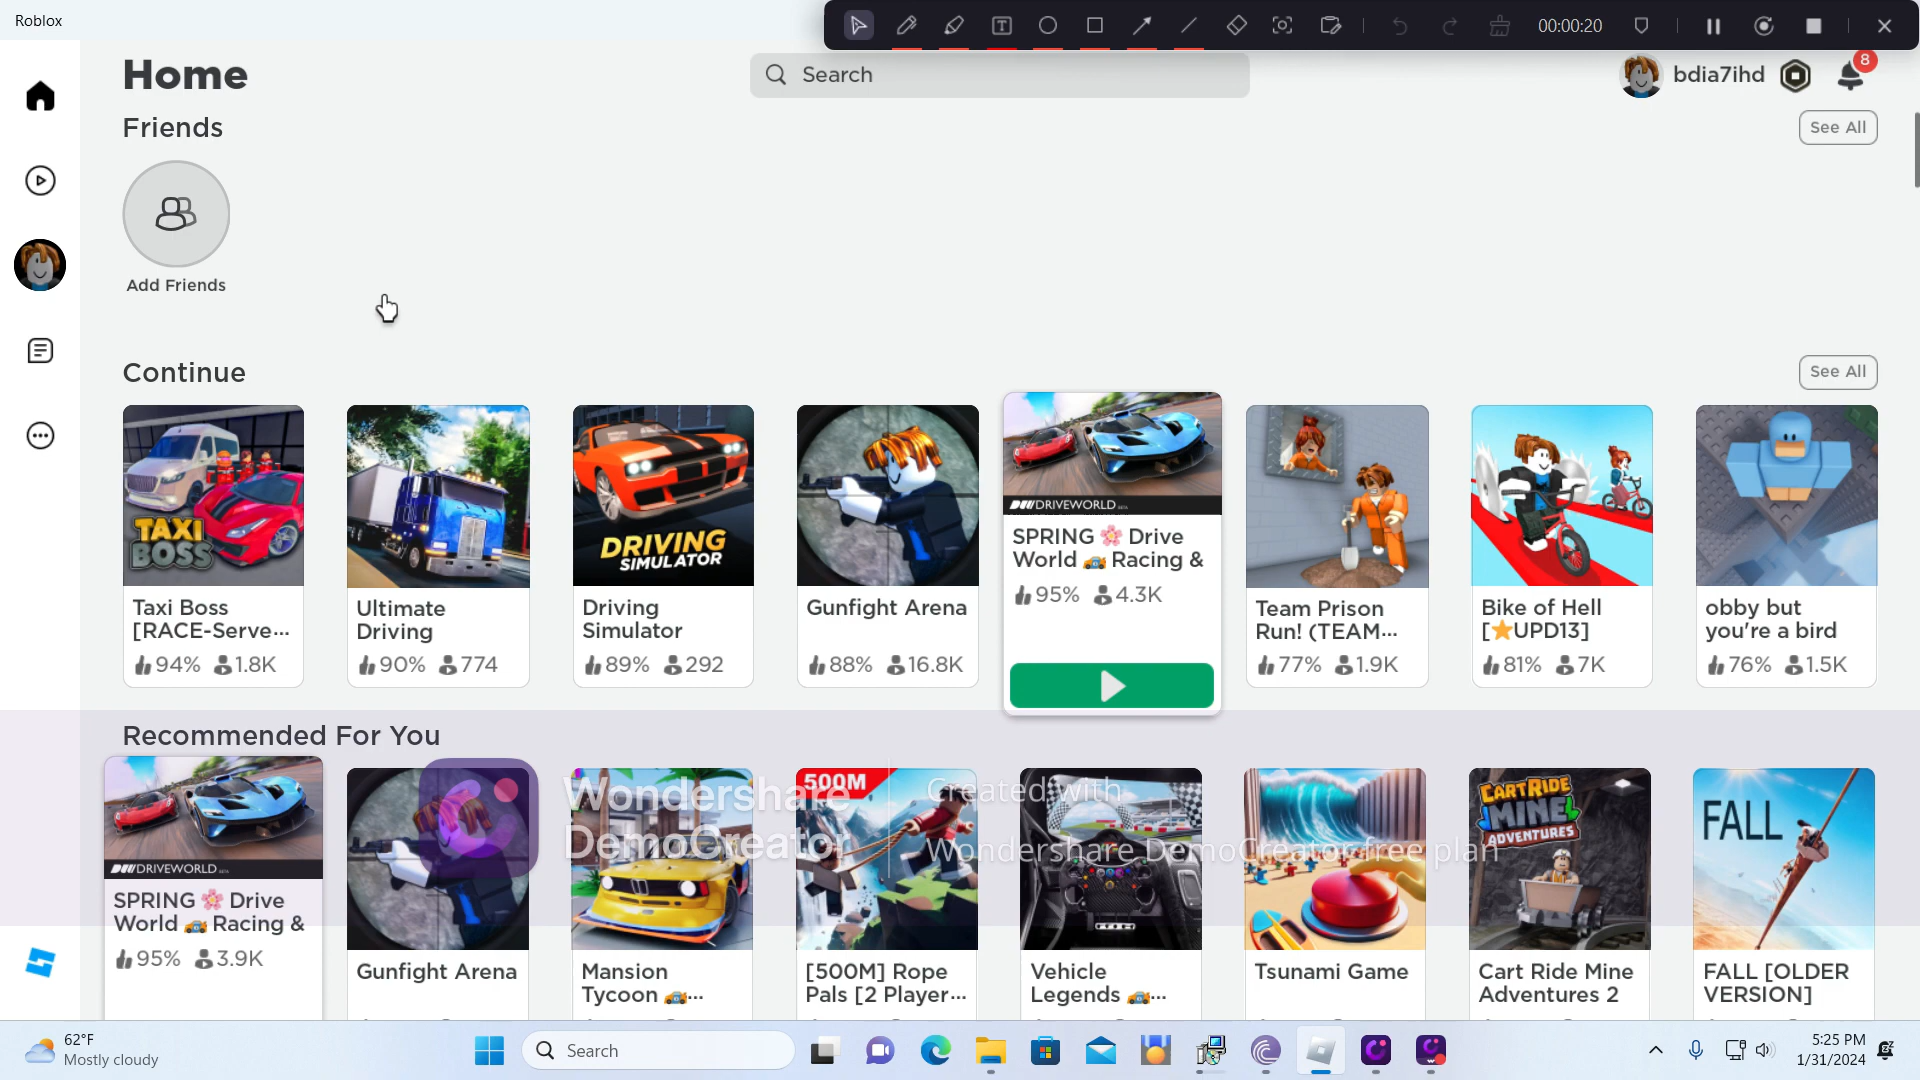 Roblox
00:00:20
Home
Search
bdia7ihd
8
Friends
See All
Add Friends
Continue
See All
TAXI
BOSS
DRIVING
SIMULATOR
DRIVEWORLD
Taxi Boss
[RACE-Serve...
94% 1.8K
Ultimate
Driving
90% 774
Driving
Simulator
89% 292
Gunfight Arena
88% 16.8K
SPRING 🌸 Drive
World 🏎️ Racing &
95% 4.3K
Team Prison
Run! (TEAM...
77% 1.9K
Bike of Hell
[⭐UPD13]
81% 7K
obby but
you're a bird
76% 1.5K
Recommended For You
Wondershare
DemoCreator
Created with
Wondershare DemoCreator free plan
DRIVEWORLD
500M
CART RIDE
MINE
ADVENTURES
FALL
SPRING 🌸 Drive
World 🏎️ Racing &
95% 3.9K
Gunfight Arena
Mansion
Tycoon 🏎️...
[500M] Rope
Pals [2 Player...
Vehicle
Legends 🏎️...
Tsunami Game
Cart Ride Mine
Adventures 2
FALL [OLDER
VERSION]
62°F
Mostly cloudy
Search
5:25 PM
1/31/2024